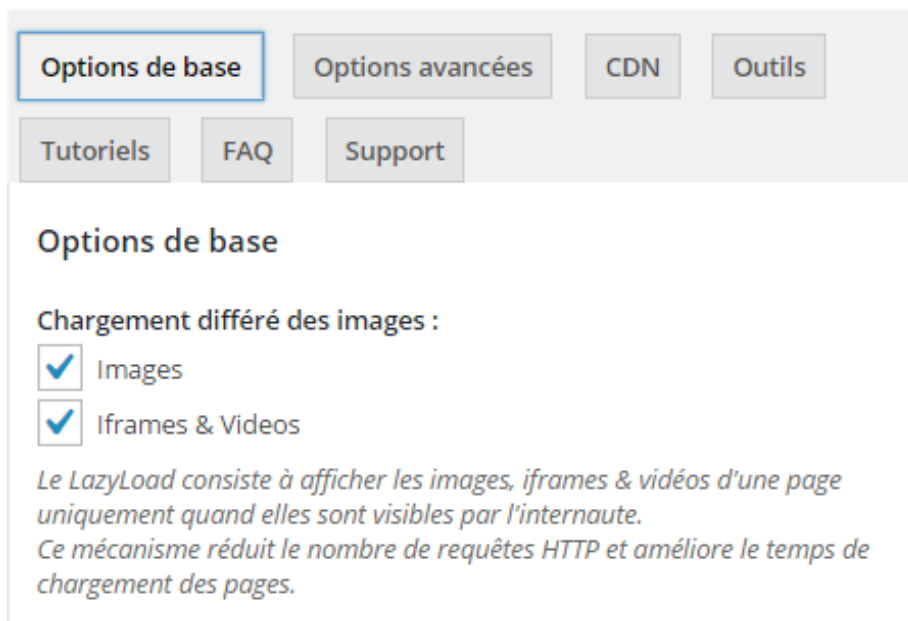 Options de base Options avancées CDN Outils
Tutoriels FAQ Support
Options de base
Chargement différé des images :
Images
Iframes & Videos
Le LazyLoad consiste à afficher les images, iframes & vidéos d'une page
uniquement quand elles sont visibles par l'internaute.
Ce mécanisme réduit le nombre de requêtes HTTP et améliore le temps de
chargement des pages.